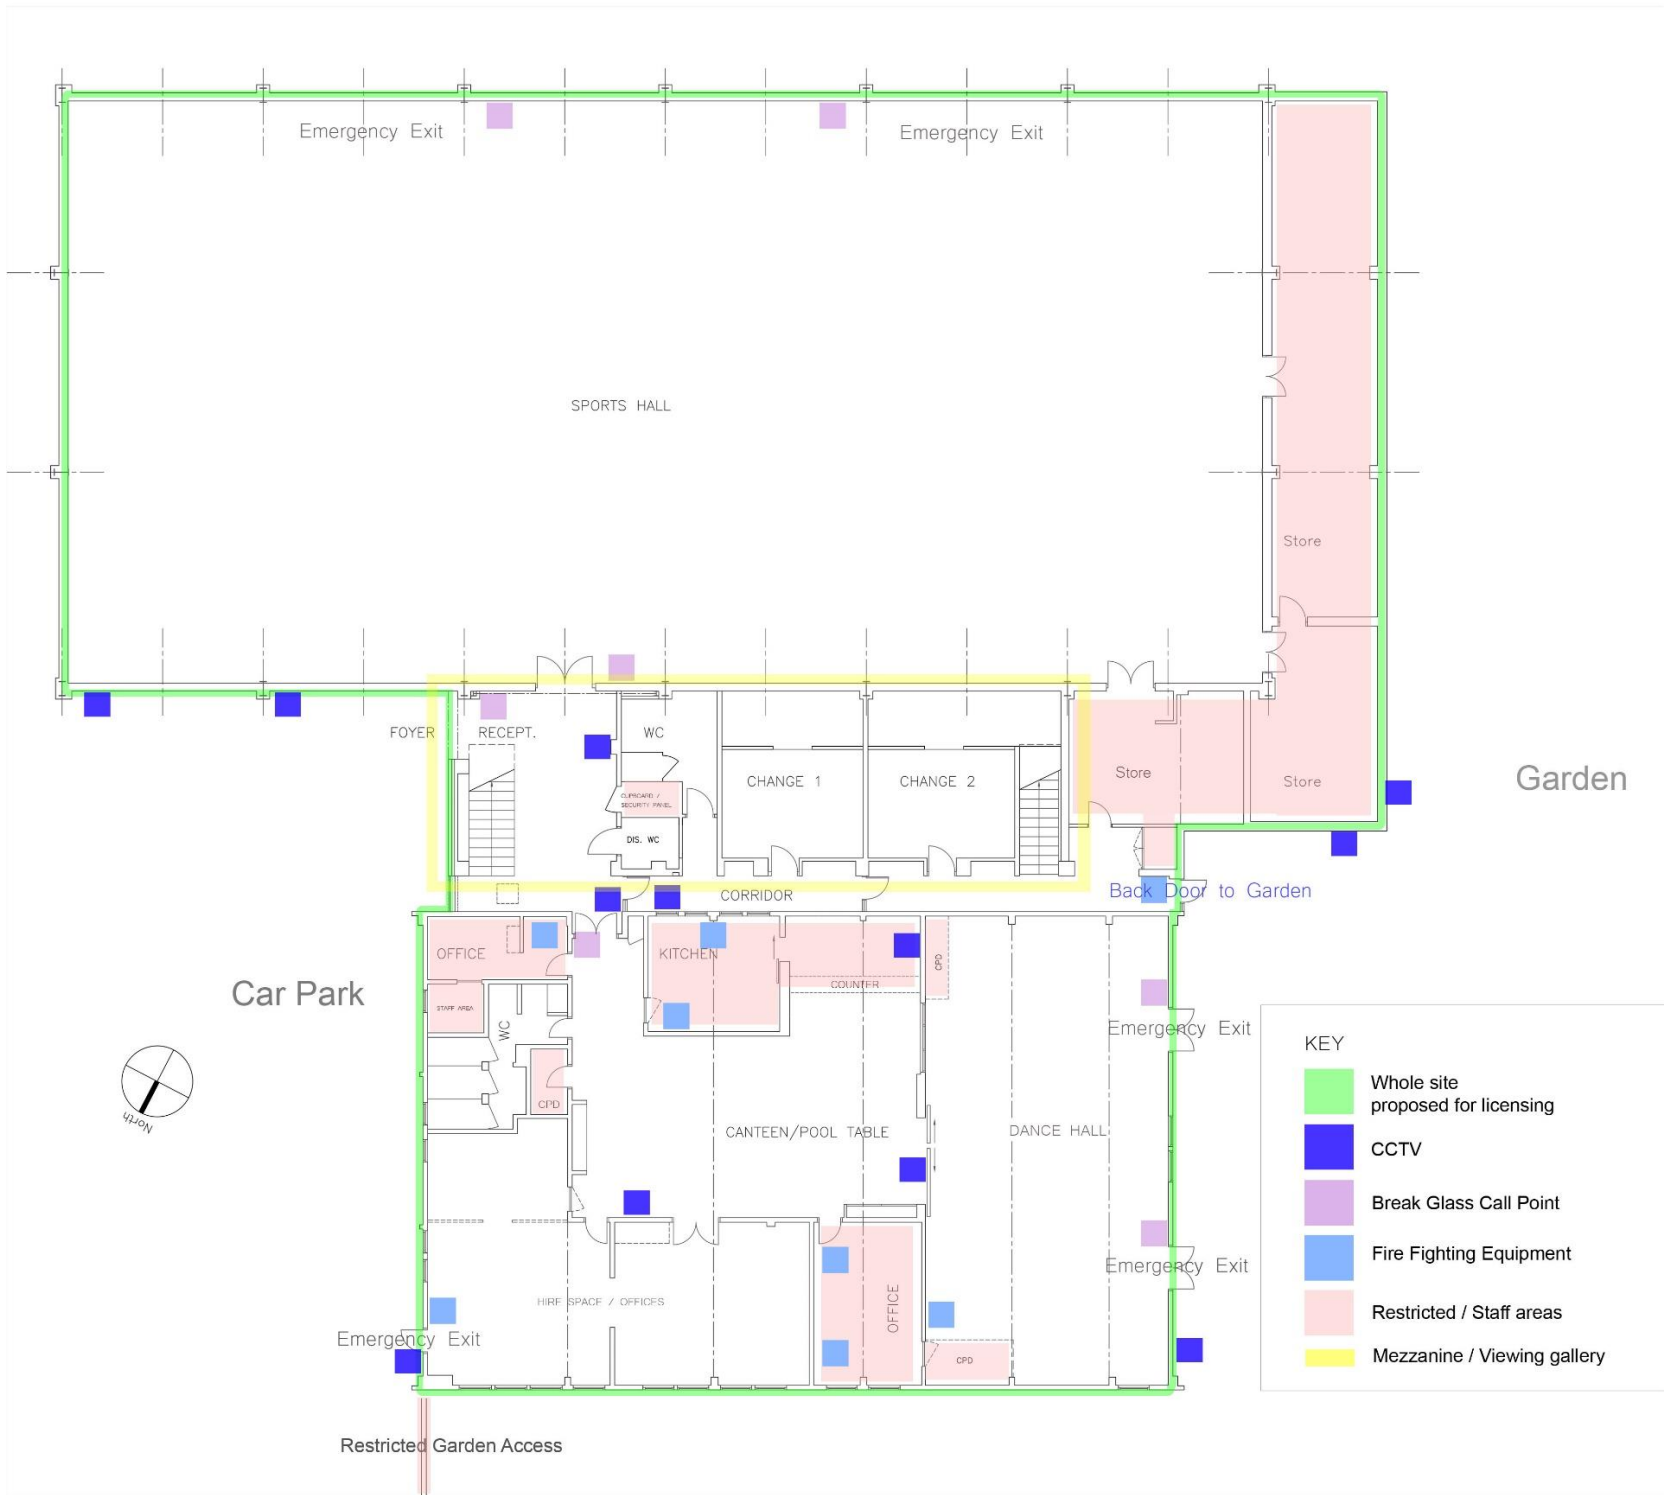 Emergency Exit
Emergency Exit
SPORTS HALL
Store
FOYER
RECEPT.
WC
CHANGE 1
CHANGE 2
Store
Store
Garden
CUPBOARD /
SECURITY PANEL
DIS. WC
CORRIDOR
Back Door to Garden
OFFICE
KITCHEN
CPD
COUNTER
Car Park
STAFF AREA
WC
Emergency Exit
North
CPD
CANTEEN/POOL TABLE
DANCE HALL
Emergency Exit
HIRE SPACE / OFFICES
OFFICE
Emergency Exit
CPD
Restricted Garden Access
KEY
Whole site
proposed for licensing
CCTV
Break Glass Call Point
Fire Fighting Equipment
Restricted / Staff areas
Mezzanine / Viewing gallery